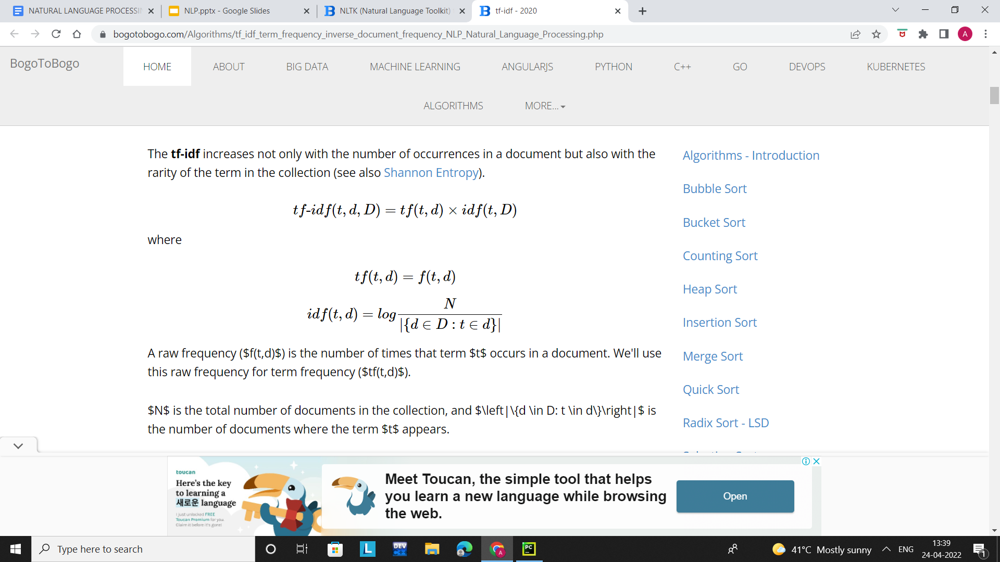 NATURAL LANGUAGE PROCESSIN
NLP.pptx - Google Slides
NLTK (Natural Language Toolkit)
tf-idf - 2020
bogotobogo.com/Algorithms/tf_idf_term_frequency_inverse_document_frequency_NLP_Natural_Language_Processing.php
A
BogoToBogo
HOME
ABOUT
BIG DATA
MACHINE LEARNING
ANGULARJS
PYTHON
C++
GO
DEVOPS
KUBERNETES
ALGORITHMS
MORE...
The tf-idf increases not only with the number of occurrences in a document but also with the
rarity of the term in the collection (see also Shannon Entropy).
tf-idf(t, d, D) = tf(t, d) × idf(t, D)
where
tf(t, d) = f(t, d)
idf(t, d) = log N / |{d ∈ D : t ∈ d}|
A raw frequency ($f(t,d)$) is the number of times that term $t$ occurs in a document. We'll use
this raw frequency for term frequency ($tf(t,d)$).
$N$ is the total number of documents in the collection, and $\left|\{d \in D: t \in d\}\right|$ is
the number of documents where the term $t$ appears.
Algorithms - Introduction
Bubble Sort
Bucket Sort
Counting Sort
Heap Sort
Insertion Sort
Merge Sort
Quick Sort
Radix Sort - LSD
toucan
Here's the key
to learning a
새로운 language
I just unlocked FREE
Toucan Premium for you.
Claim it before it's gone!
Meet Toucan, the simple tool that helps
you learn a new language while browsing
the web.
Open
Type here to search
L
DEV
C++
A
PC
41°C Mostly sunny
ENG
13:39
24-04-2022
1